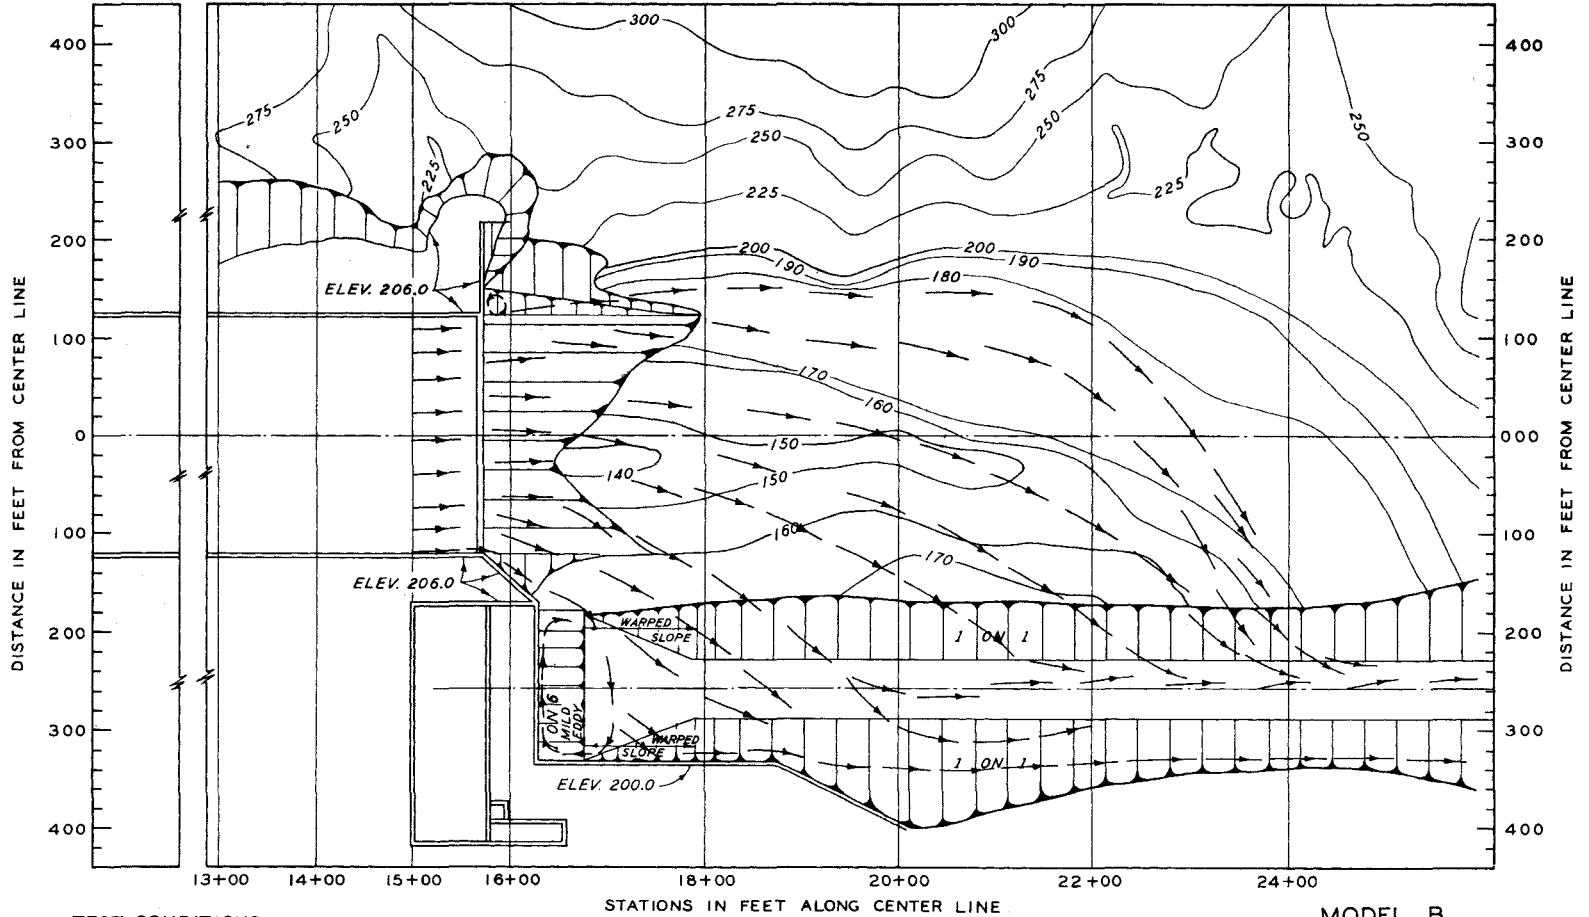 300
300
400
400
275
275
275
250
250
250
250
300
300
225
225
225
200
200
200
200
190
190
180
ELEV. 206.0
100
100
170
160
0
000
150
140
150
100
100
160
170
ELEV. 206.0
200
200
WARPED
SLOPE
1 ON 1
1 ON 6
MILD
EDDY
300
300
WARPED
SLOPE
1 ON 1
ELEV. 200.0
400
400
DISTANCE IN FEET FROM CENTER LINE
DISTANCE IN FEET FROM CENTER LINE
13+00 14+00 15+00 16+00 18+00 20+00 22+00 24+00
STATIONS IN FEET ALONG CENTER LINE
TEST CONDITIONS
MODEL B